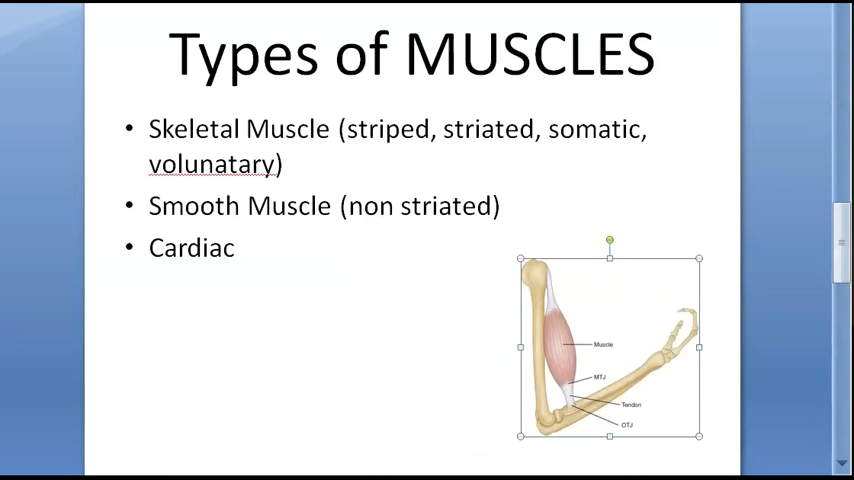 Types of MUSCLES
• Skeletal Muscle (striped, striated, somatic,
volunatary)
• Smooth Muscle (non striated)
• Cardiac
Muscle
MTJ
Tendon
OTJ